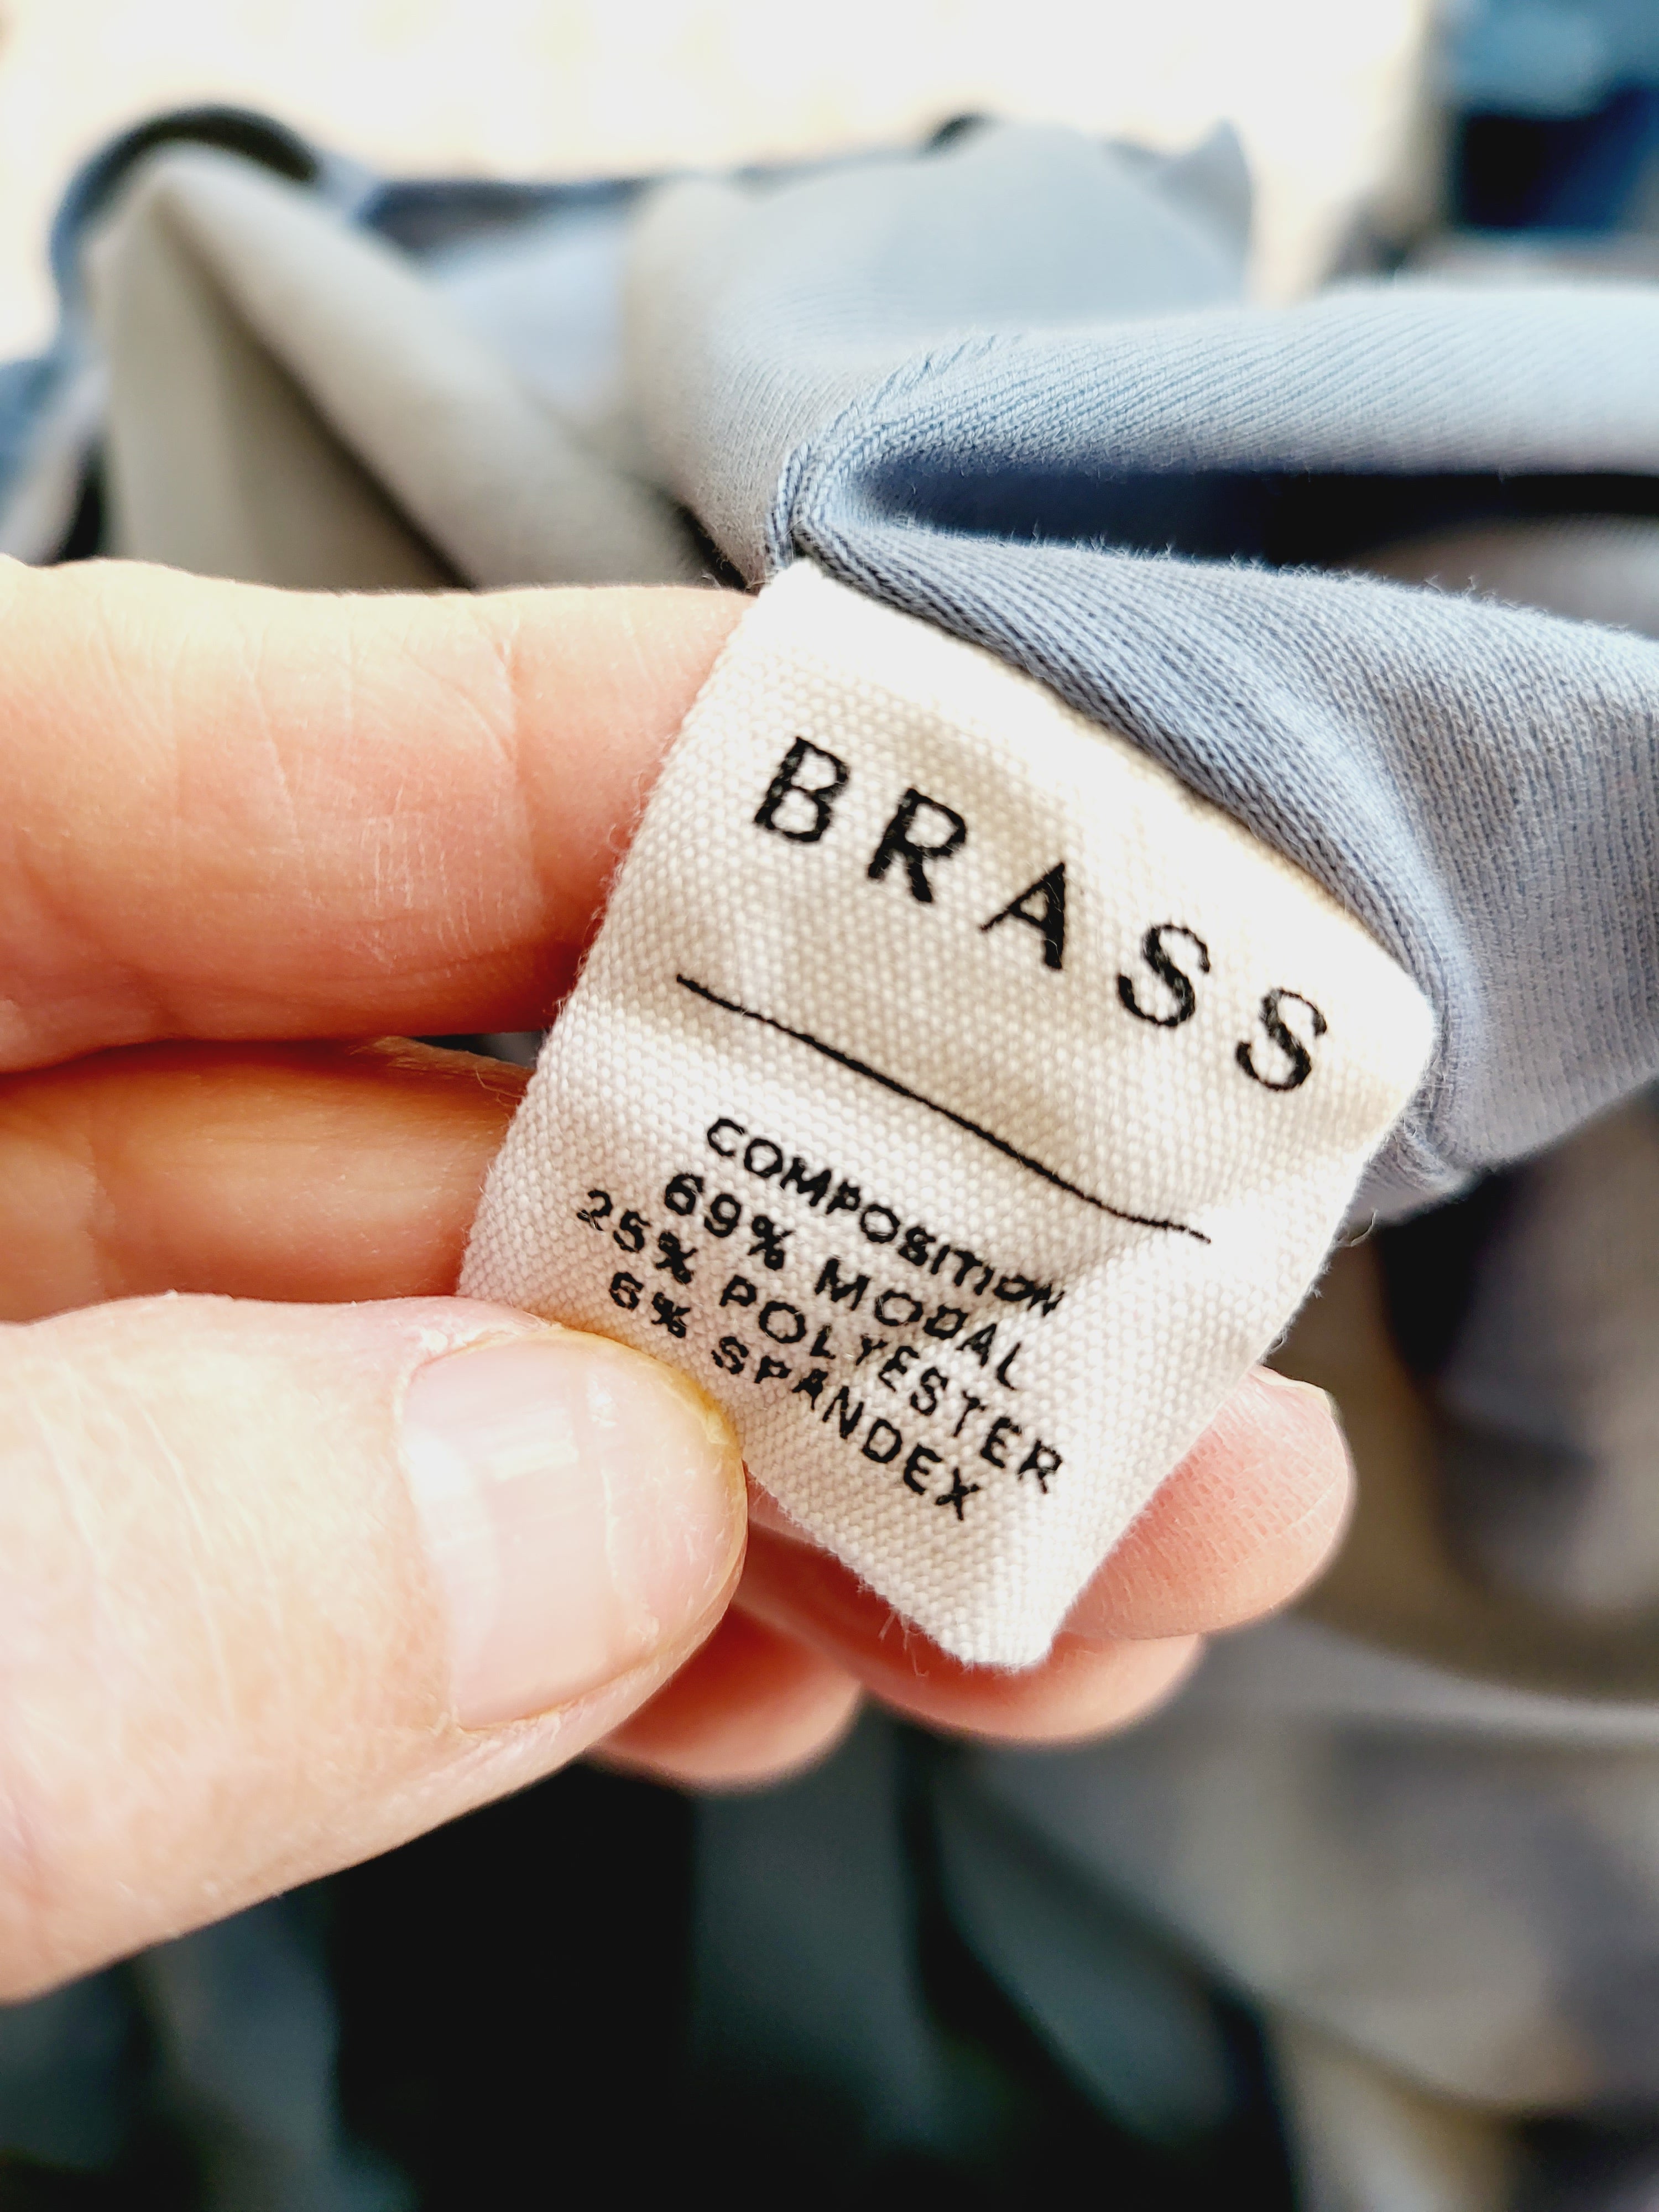 BRASS
COMPOSITION
69% MODAL
25% POLYESTER
6% SPANDEX